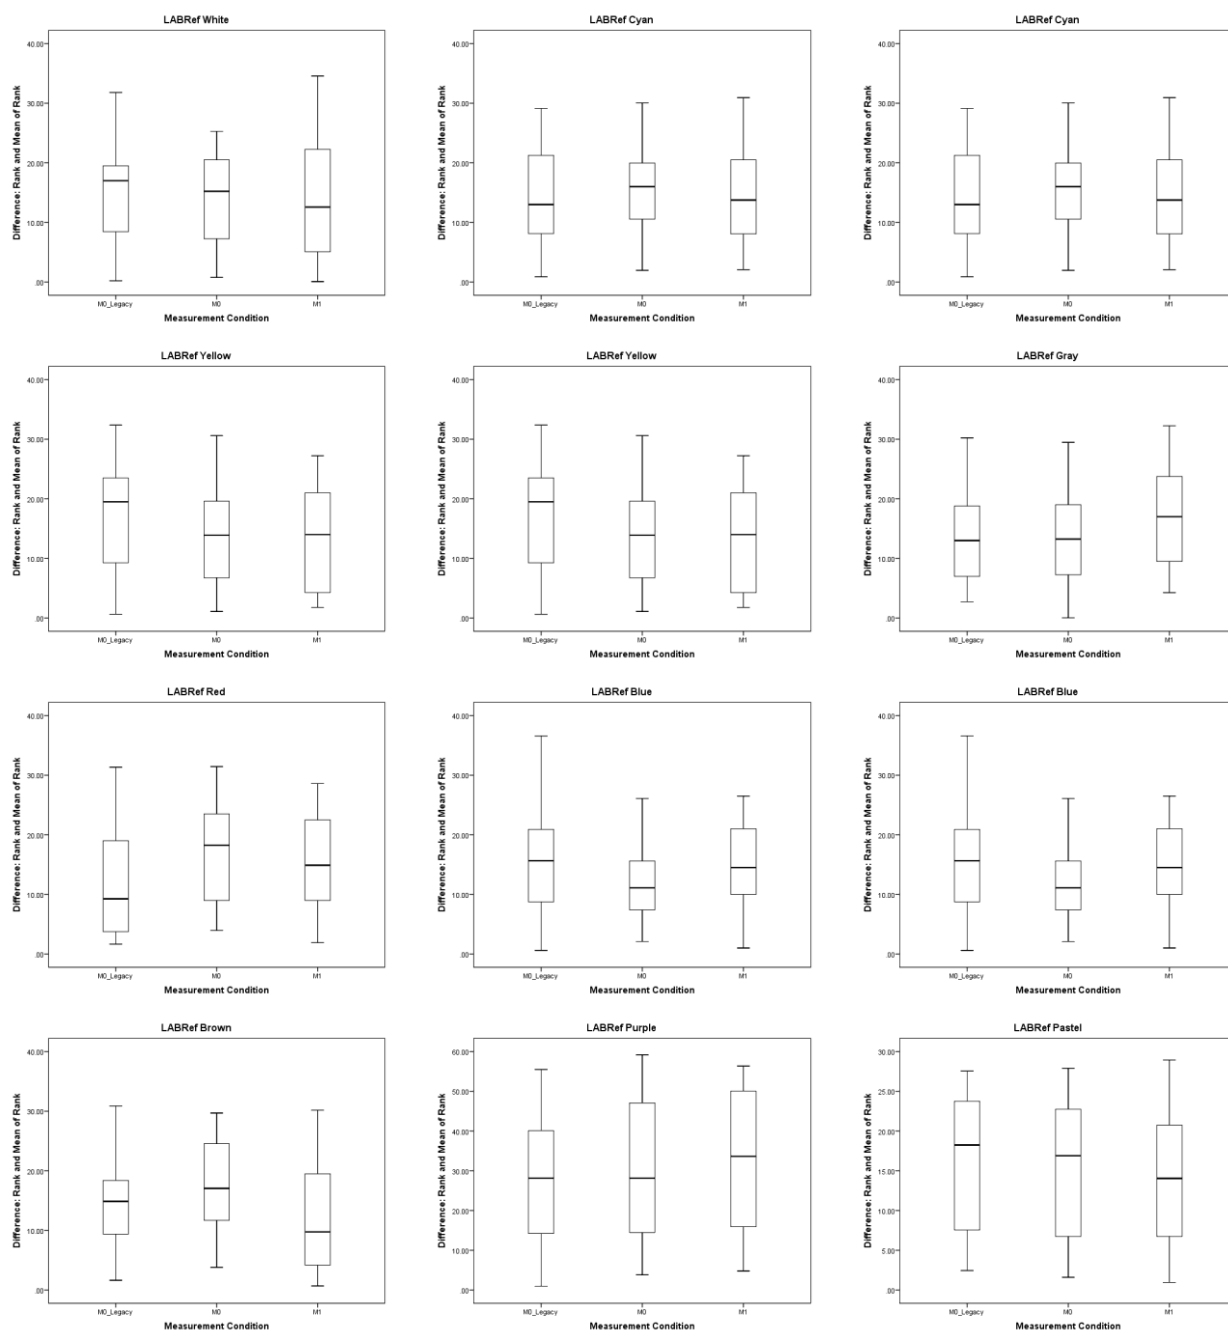 LABRef White
LABRef Cyan
LABRef Cyan
Difference: Rank and Mean of Rank
40.00
30.00
20.00
10.00
.00
M0_Legacy
M0
M1
Measurement Condition
Difference: Rank and Mean of Rank
40.00
30.00
20.00
10.00
.00
M0_Legacy
M0
M1
Measurement Condition
Difference: Rank and Mean of Rank
40.00
30.00
20.00
10.00
.00
M0_Legacy
M0
M1
Measurement Condition
LABRef Yellow
LABRef Yellow
LABRef Gray
Difference: Rank and Mean of Rank
40.00
30.00
20.00
10.00
.00
M0_Legacy
M0
M1
Measurement Condition
Difference: Rank and Mean of Rank
40.00
30.00
20.00
10.00
.00
M0_Legacy
M0
M1
Measurement Condition
Difference: Rank and Mean of Rank
40.00
30.00
20.00
10.00
.00
M0_Legacy
M0
M1
Measurement Condition
LABRef Red
LABRef Blue
LABRef Blue
Difference: Rank and Mean of Rank
40.00
30.00
20.00
10.00
.00
M0_Legacy
M0
M1
Measurement Condition
Difference: Rank and Mean of Rank
40.00
30.00
20.00
10.00
.00
M0_Legacy
M0
M1
Measurement Condition
Difference: Rank and Mean of Rank
40.00
30.00
20.00
10.00
.00
M0_Legacy
M0
M1
Measurement Condition
LABRef Brown
LABRef Purple
LABRef Pastel
Difference: Rank and Mean of Rank
40.00
30.00
20.00
10.00
.00
M0_Legacy
M0
M1
Measurement Condition
Difference: Rank and Mean of Rank
60.00
50.00
40.00
30.00
20.00
10.00
.00
M0_Legacy
M0
M1
Measurement Condition
Difference: Rank and Mean of Rank
30.00
25.00
20.00
15.00
10.00
5.00
.00
M0_Legacy
M0
M1
Measurement Condition